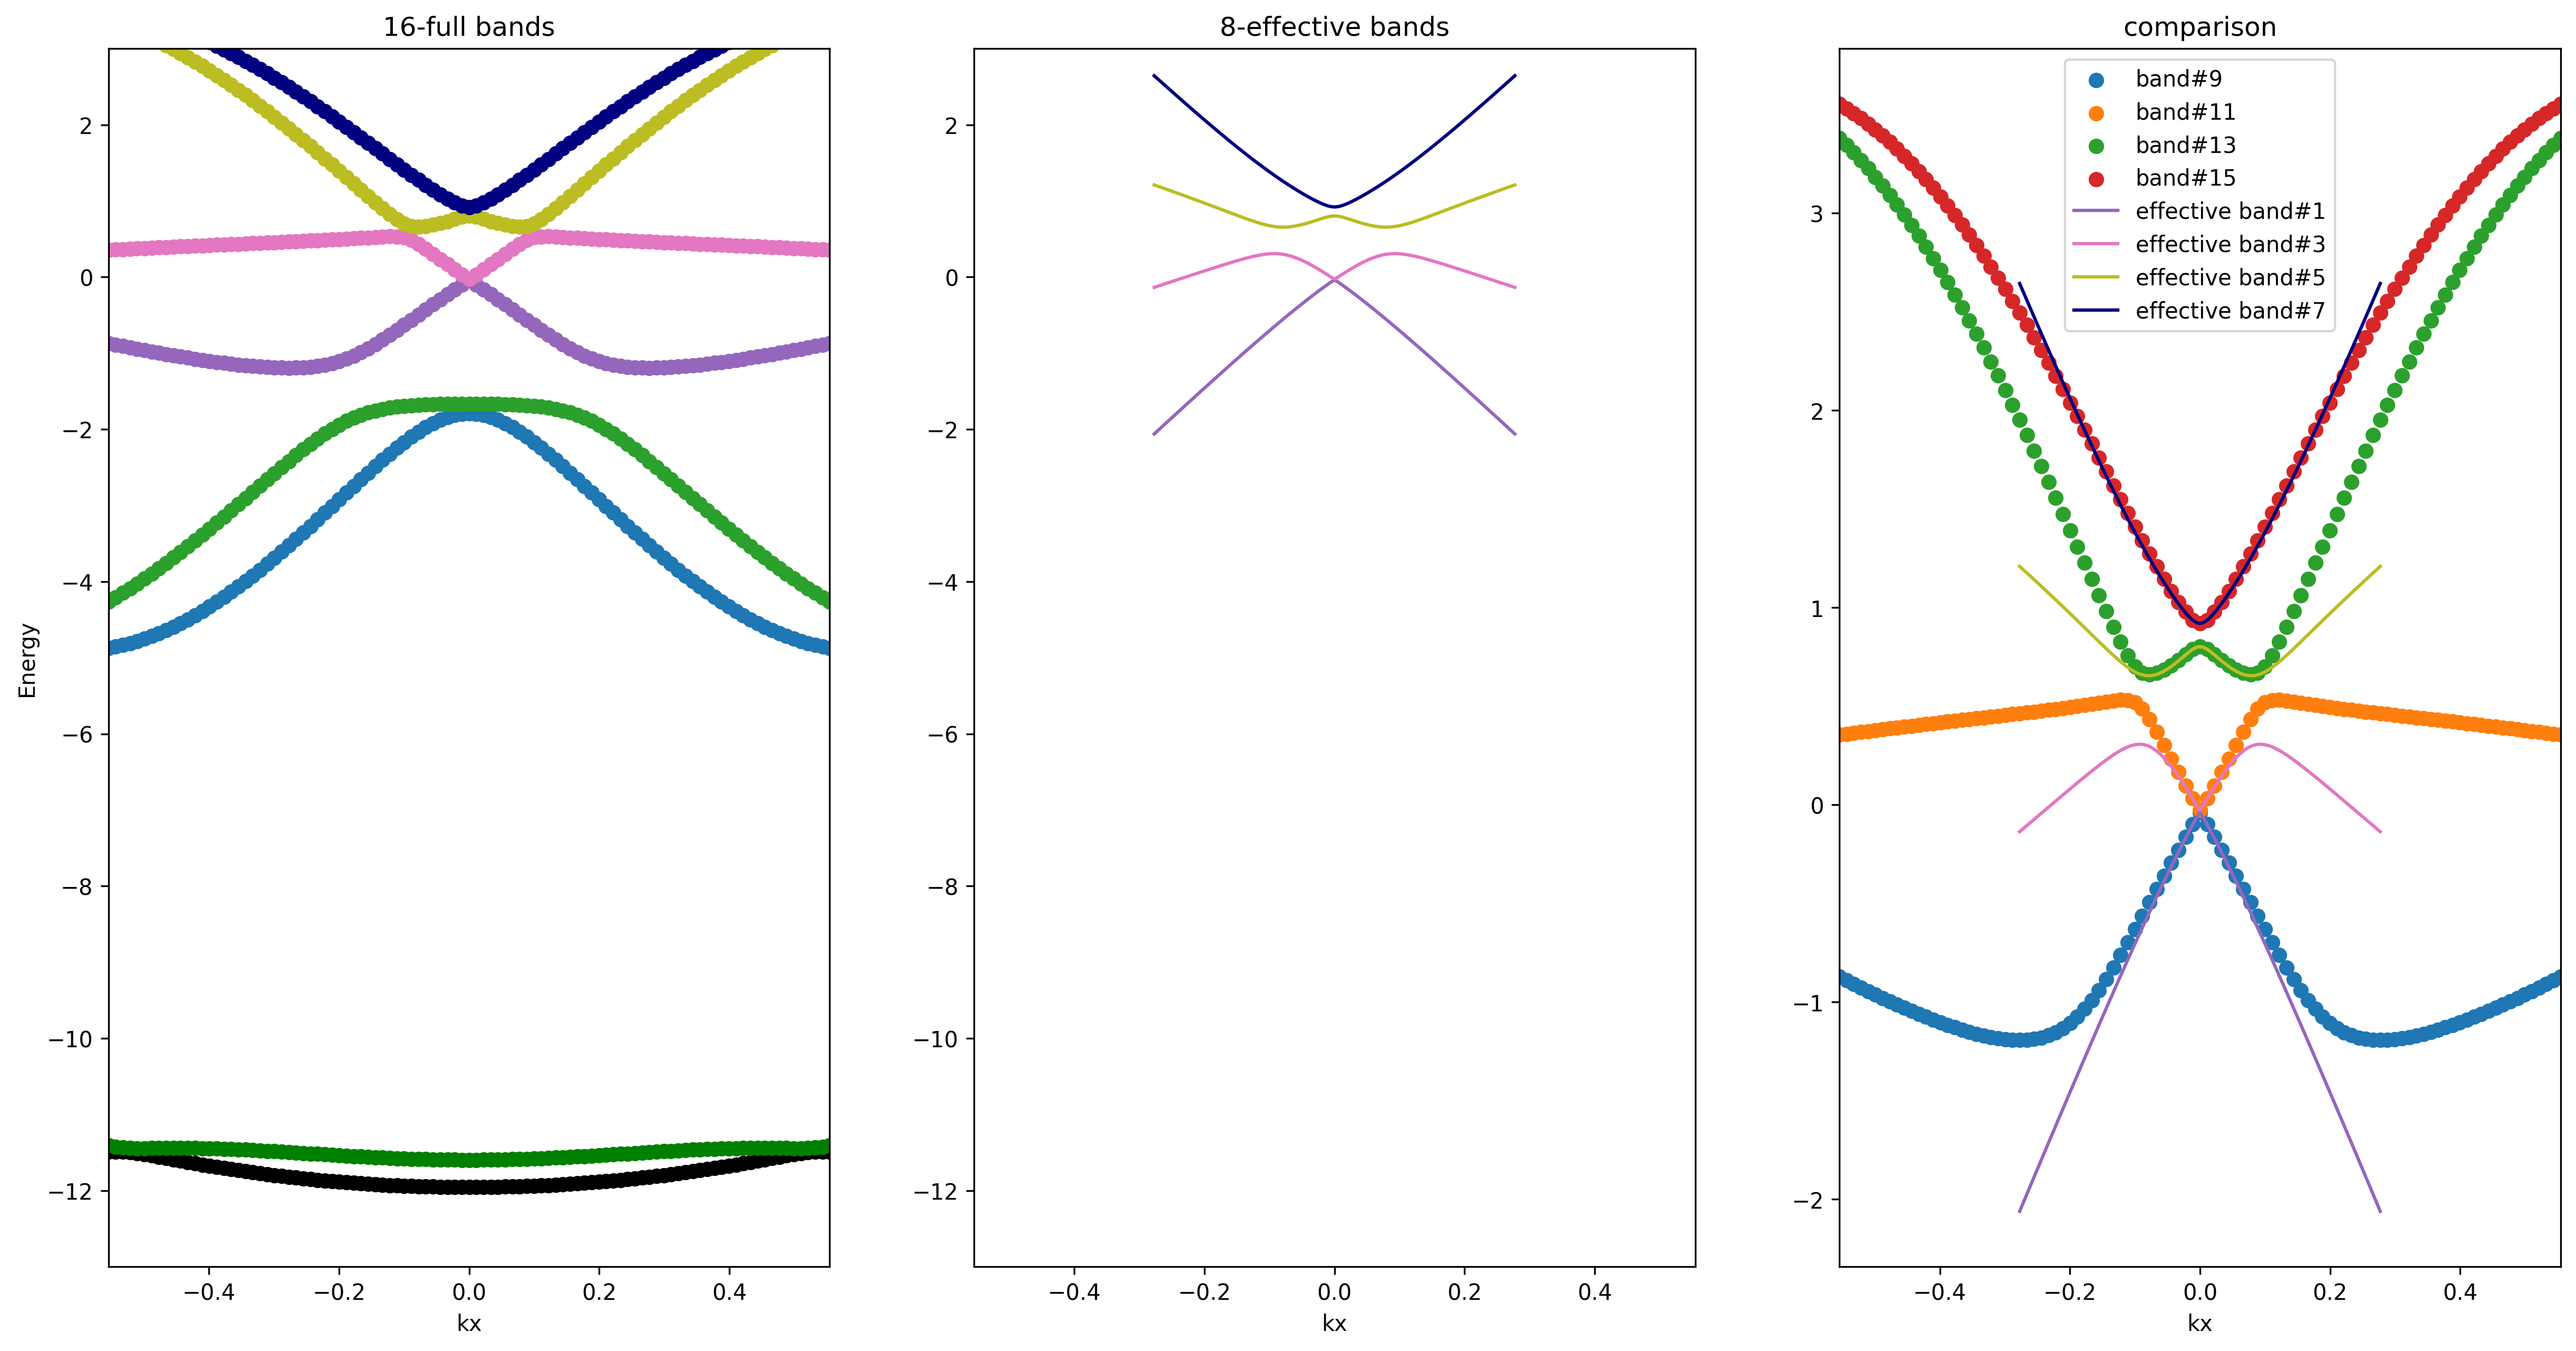 16-full bands
2
0
−2
−4
−6
−8
−10
−12
Energy
−0.4
−0.2
0.0
0.2
0.4
kx
8-effective bands
2
0
−2
−4
−6
−8
−10
−12
−0.4
−0.2
0.0
0.2
0.4
kx
comparison
band#9
band#11
band#13
band#15
effective band#1
effective band#3
effective band#5
effective band#7
3
2
1
0
−1
−2
−0.4
−0.2
0.0
0.2
0.4
kx